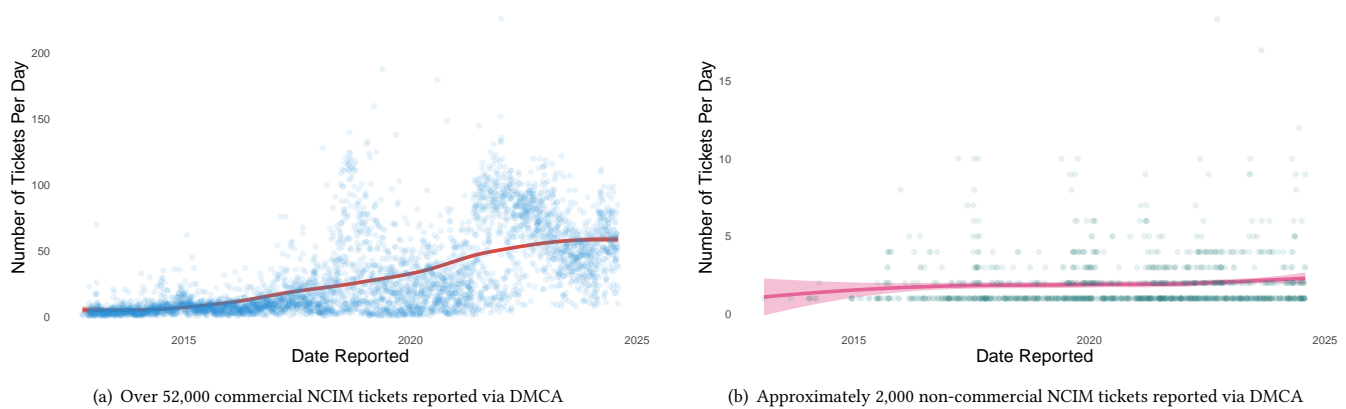 Number of Tickets Per Day
200
150
100
50
0
2015
2020
2025
Date Reported
(a) Over 52,000 commercial NCIM tickets reported via DMCA
Number of Tickets Per Day
15
10
5
0
2015
2020
2025
Date Reported
(b) Approximately 2,000 non-commercial NCIM tickets reported via DMCA